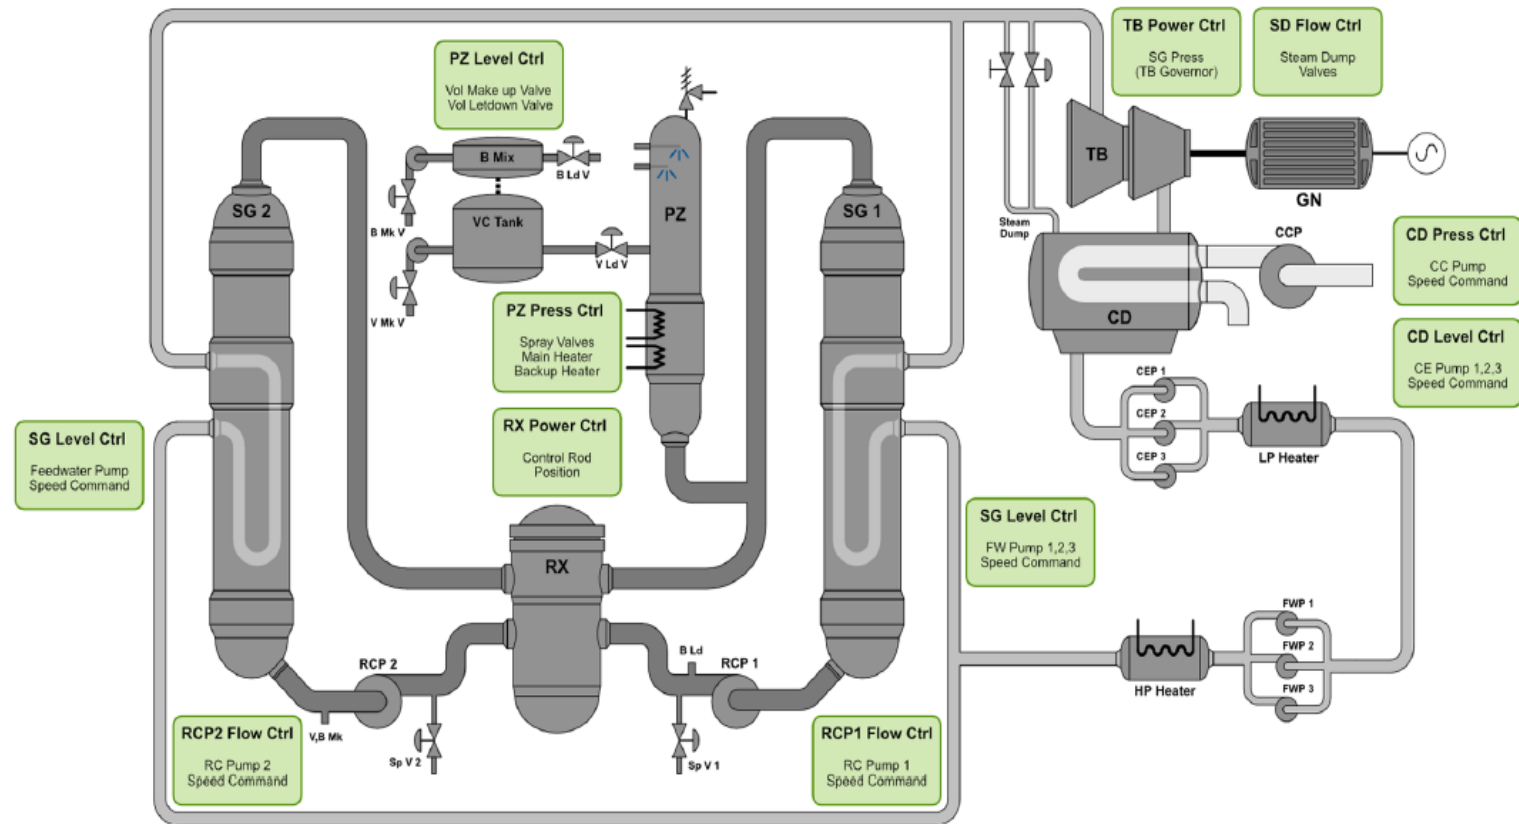 TB Power Ctrl
SG Press
(TB Governor)
SD Flow Ctrl
Steam Dump
Valves
PZ Level Ctrl
Vol Make up Valve
Vol Letdown Valve
B Mix
B Ld V
B Mk V
VC Tank
V Ld V
V Mk V
SG 2
PZ
SG 1
TB
GN
Steam
Dump
CCP
CD
CD Press Ctrl
CC Pump
Speed Command
PZ Press Ctrl
Spray Valves
Main Heater
Backup Heater
CD Level Ctrl
CE Pump 1,2,3
Speed Command
CEP 1
CEP 2
CEP 3
LP Heater
RX Power Ctrl
Control Rod
Position
SG Level Ctrl
Feedwater Pump
Speed Command
SG Level Ctrl
FW Pump 1,2,3
Speed Command
RX
FWP 1
FWP 2
FWP 3
HP Heater
RCP 2
B Ld
RCP 1
V,B Mk
Sp V 2
Sp V 1
RCP2 Flow Ctrl
RC Pump 2
Speed Command
RCP1 Flow Ctrl
RC Pump 1
Speed Command